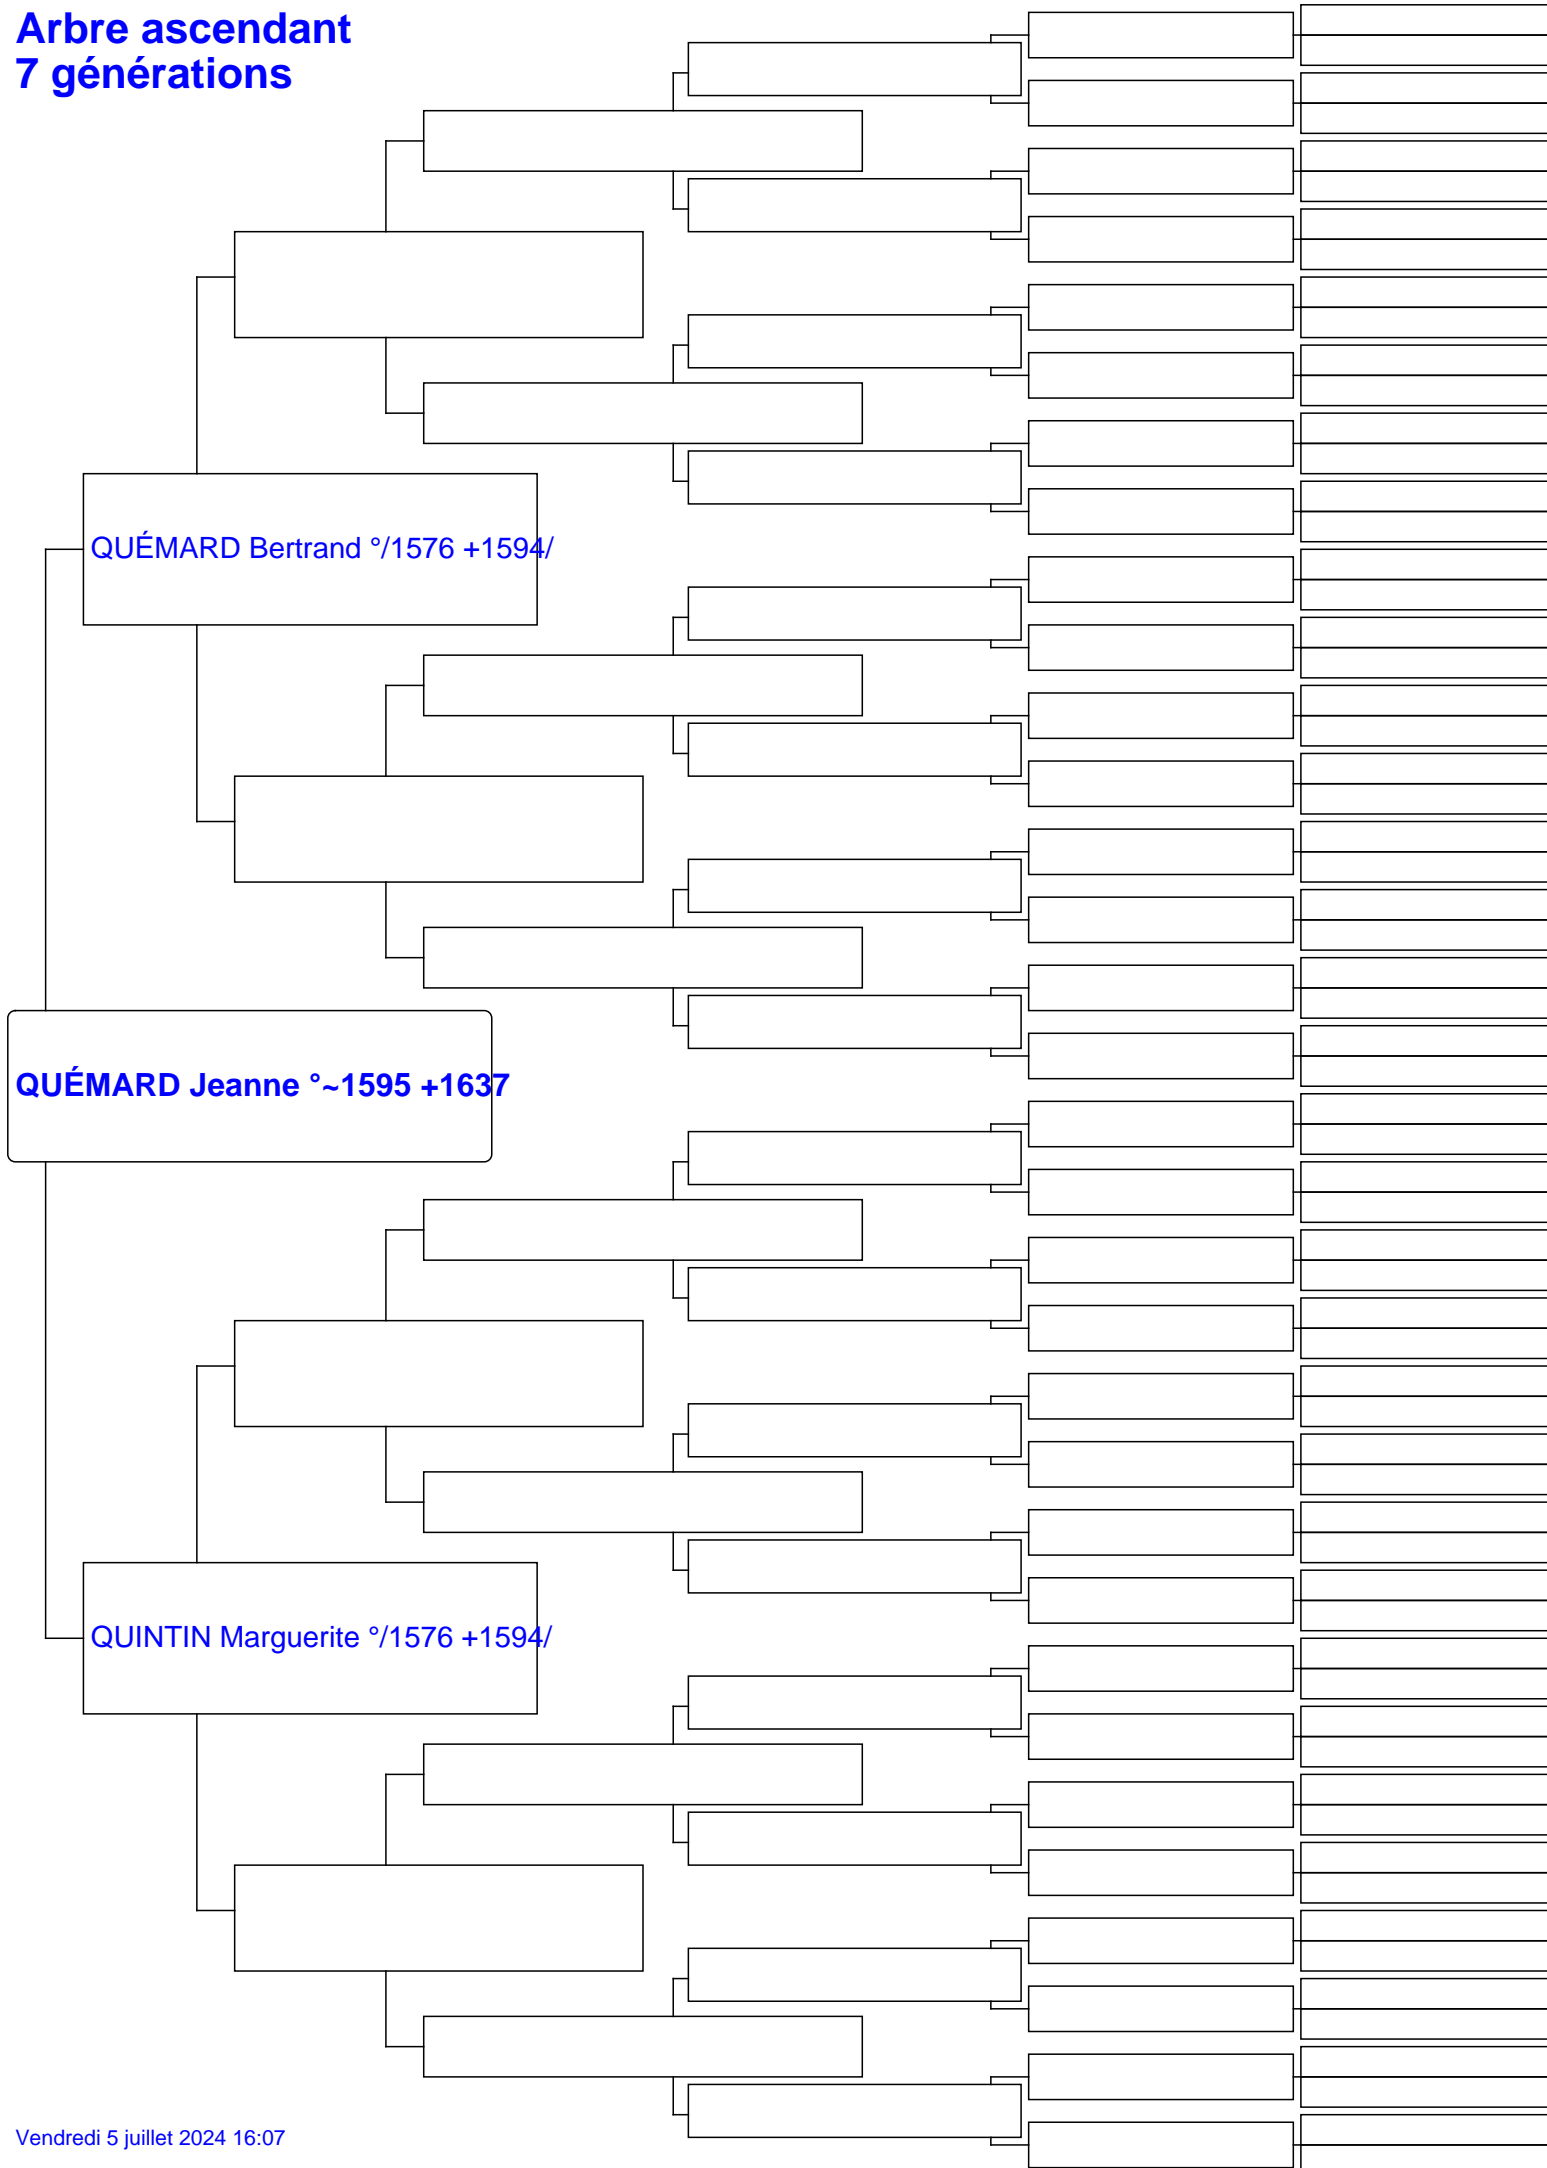 Arbre ascendant
7 générations
QUÉMARD Bertrand °/1576 +1594/
QUÉMARD Jeanne °~1595 +1637
QUINTIN Marguerite °/1576 +1594/
Vendredi 5 juillet 2024 16:07